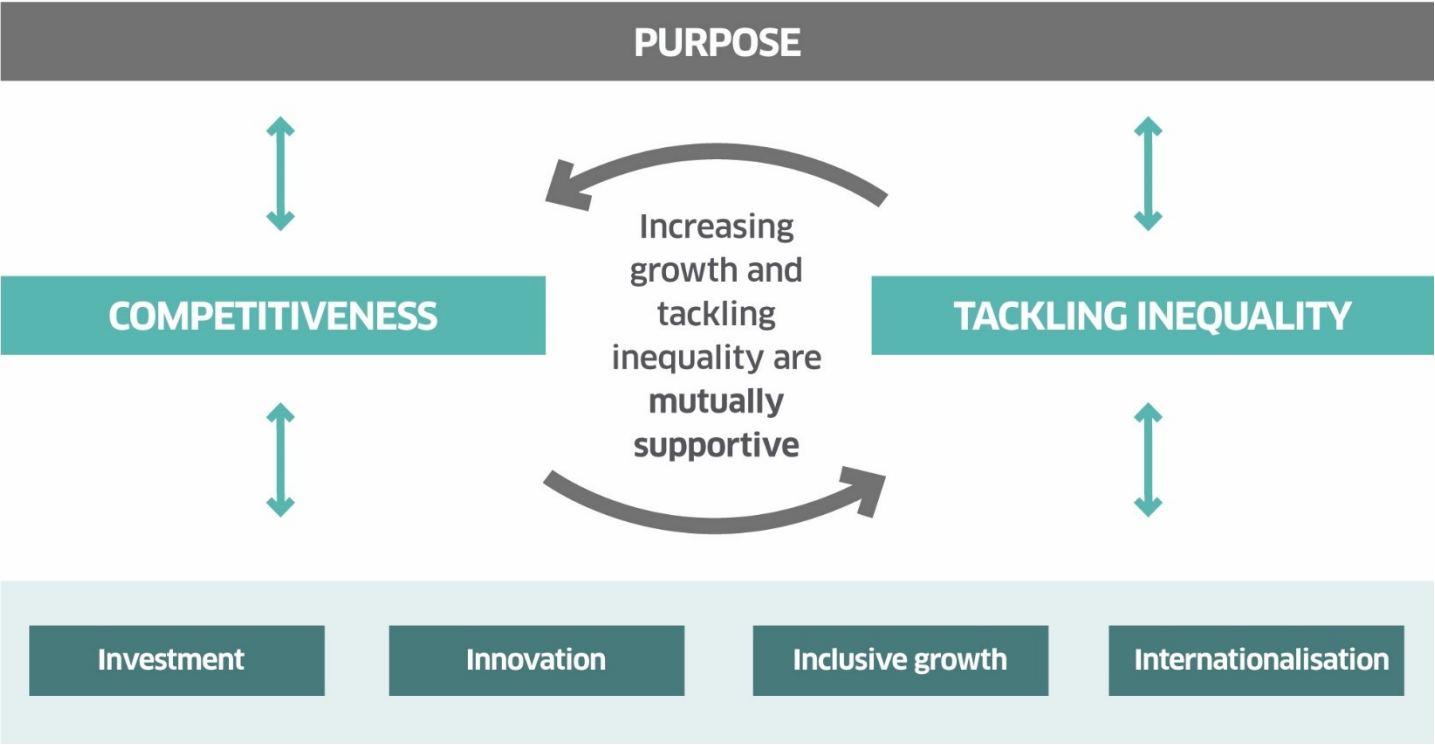 PURPOSE
Increasing
growth and
tackling
inequality are
mutually
supportive
COMPETITIVENESS
TACKLING INEQUALITY
Investment
Innovation
Inclusive growth
Internationalisation